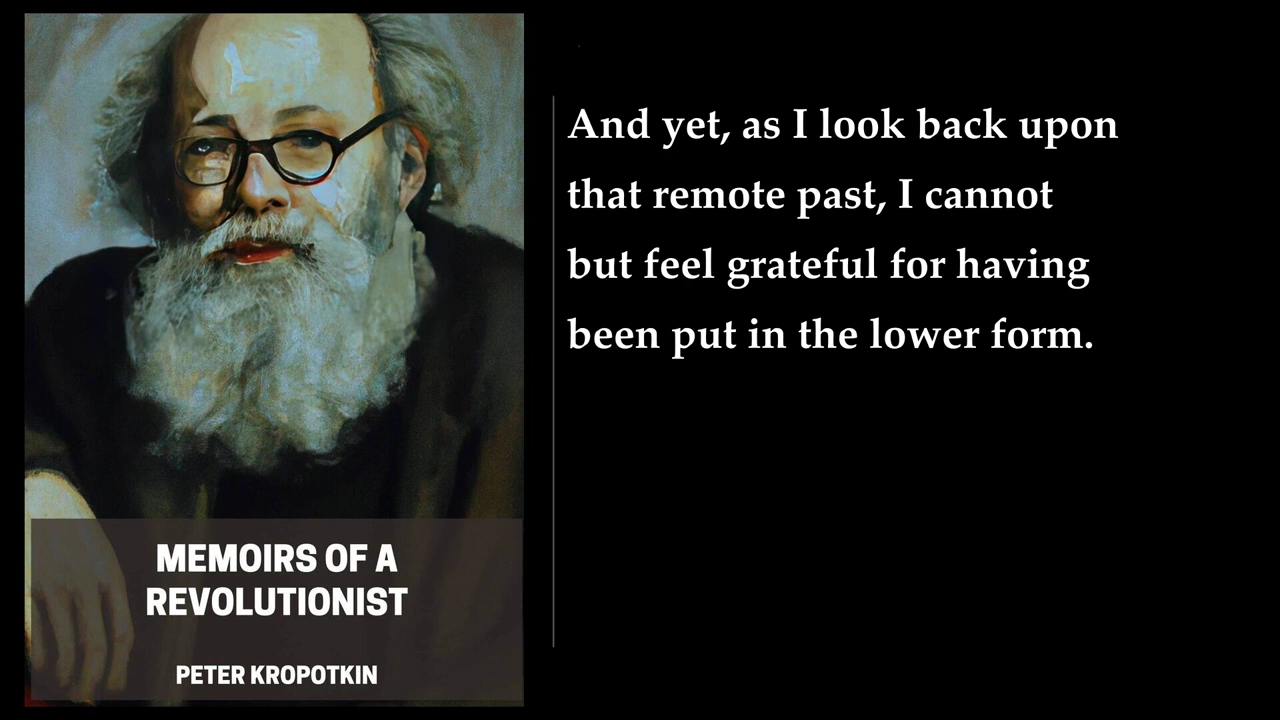 And yet, as I look back upon
that remote past, I cannot
but feel grateful for having
been put in the lower form.
MEMOIRS OF A
REVOLUTIONIST
PETER KROPOTKIN